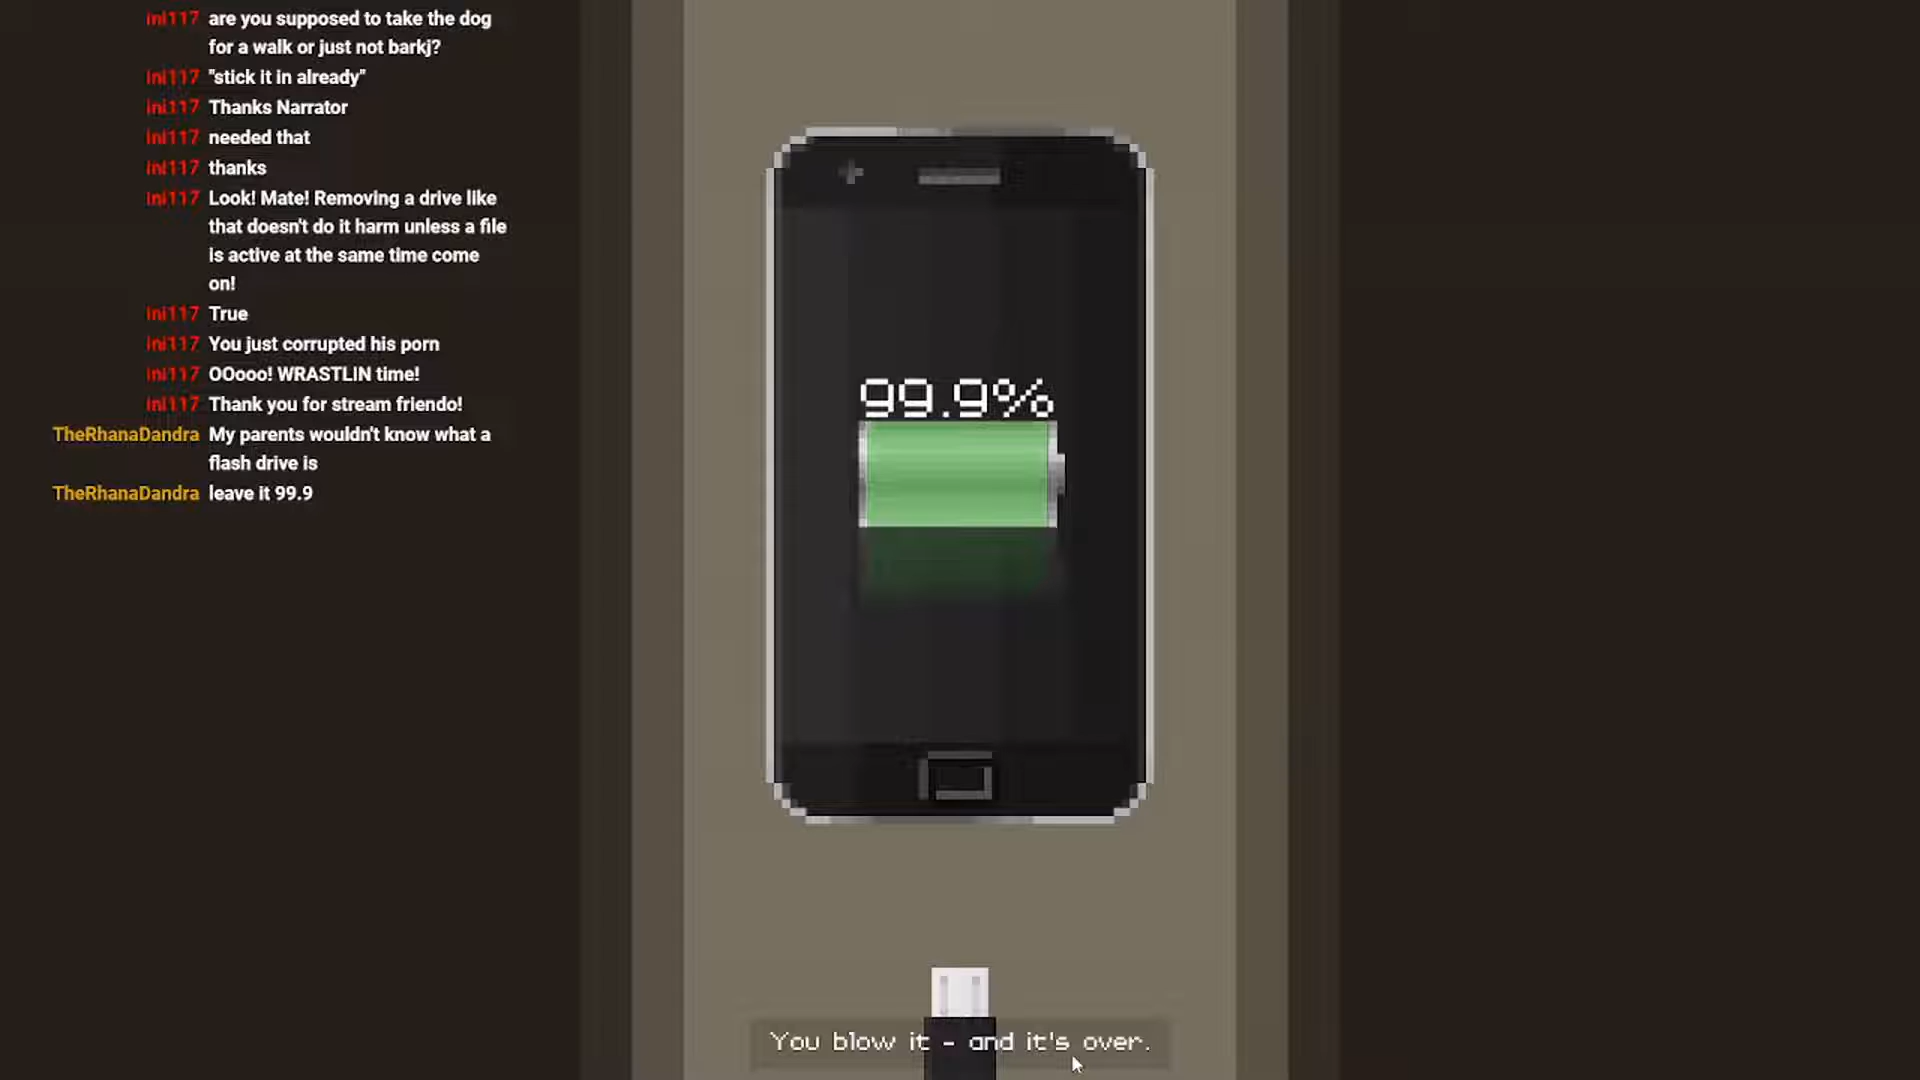 ini117 are you supposed to take the dog
for a walk or just not barkj?
ini117 "stick it in already"
ini117 Thanks Narrator
ini117 needed that
ini117 thanks
ini117 Look! Mate! Removing a drive like
that doesn't do it harm unless a file
is active at the same time come
on!
ini117 True
ini117 You just corrupted his porn
ini117 OOooo! WRASTLIN time!
ini117 Thank you for stream friendo!
TheRhanaDandra My parents wouldn't know what a
flash drive is
TheRhanaDandra leave it 99.9
99.9%
You blow it - and it's over.